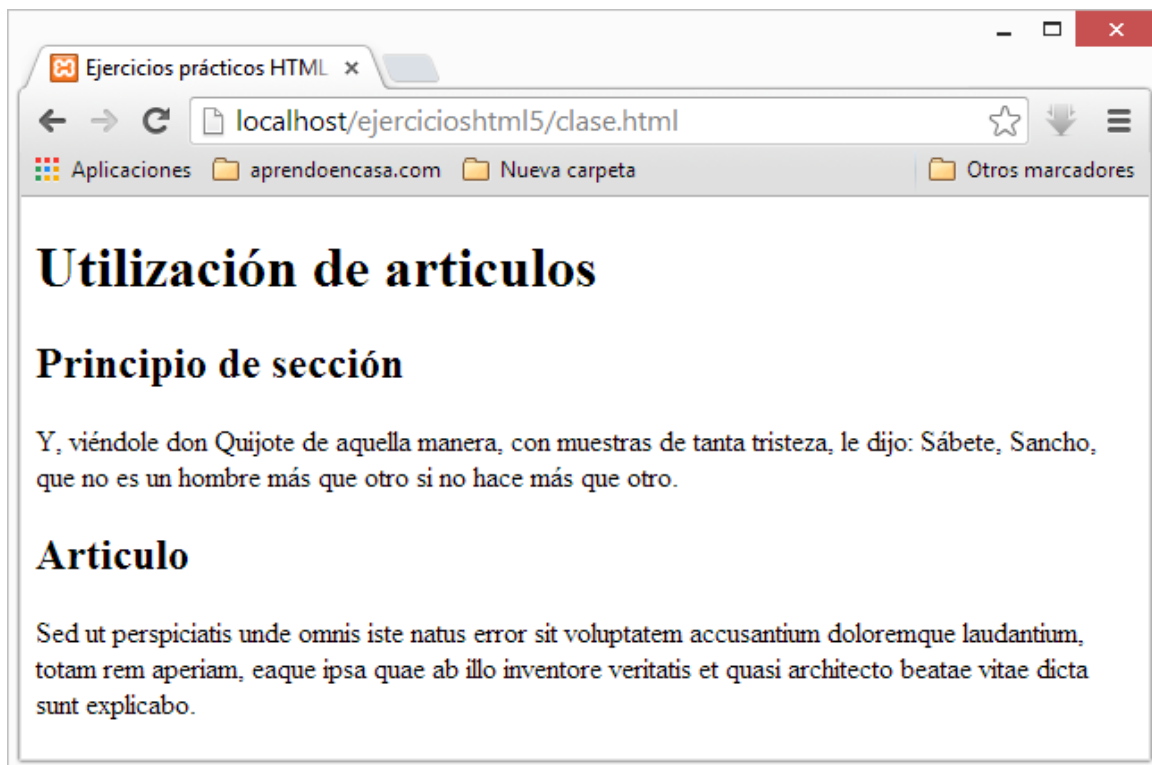 Ejercicios prácticos HTML
localhost/ejercicioshtml5/clase.html
Aplicaciones aprendoencasa.com Nueva carpeta Otros marcadores
Utilización de articulos
Principio de sección
Y, viéndole don Quijote de aquella manera, con muestras de tanta tristeza, le dijo: Sábete, Sancho,
que no es un hombre más que otro si no hace más que otro.
Articulo
Sed ut perspiciatis unde omnis iste natus error sit voluptatem accusantium doloremque laudantium,
totam rem aperiam, eaque ipsa quae ab illo inventore veritatis et quasi architecto beatae vitae dicta
sunt explicabo.